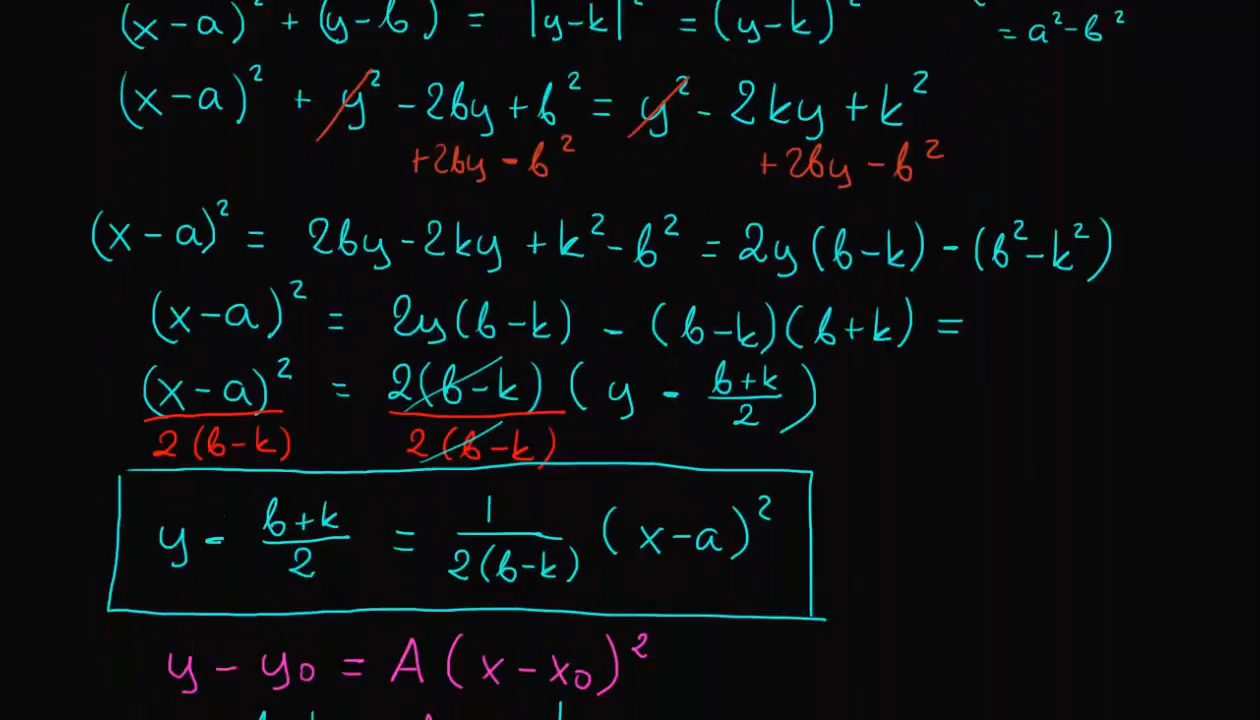 (x-a)² + (y-b) = |y-k|² = (y-k)²
= a²-b²
(x-a)² + y² - 2by + b² = y² - 2ky + k²
+2by - b² +2by - b²
(x-a)² = 2by - 2ky + k² - b² = 2y(b-k) - (b²-k²)
(x-a)² = 2y(b-k) - (b-k)(b+k) =
(x-a)² / 2(b-k) = 2(b-k) / 2(b-k) (y - (b+k)/2)
y - (b+k)/2 = 1/(2(b-k)) (x-a)²
y - y₀ = A(x-x₀)²